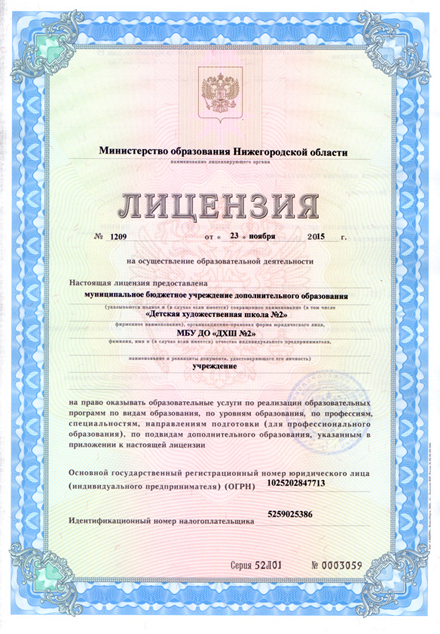 Министерство образования Нижегородской области
наименование лицензирующего органа
ЛИЦЕНЗИЯ
№ 1209 от « 23 » ноября 2015 г.
на осуществление образовательной деятельности
Настоящая лицензия предоставлена
муниципальное бюджетное учреждение дополнительного образования
(указываются полное и (в случае если имеется) сокращенное наименование (в том числе
«Детская художественная школа №2»
фирменное наименование), организационно-правовая форма юридического лица,
МБУ ДО «ДХШ №2»
фамилия, имя и (в случае если имеется) отчество индивидуального предпринимателя,
наименование и реквизиты документа, удостоверяющего его личность)
учреждение
на право оказывать образовательные услуги по реализации образовательных
программ по видам образования, по уровням образования, по профессиям,
специальностям, направлениям подготовки (для профессионального
образования), по подвидам дополнительного образования, указанным в
приложении к настоящей лицензии
Основной государственный регистрационный номер юридического лица
(индивидуального предпринимателя) (ОГРН) 1025202847713
Идентификационный номер налогоплательщика 5259025386
Серия 52Л01 № 0003059